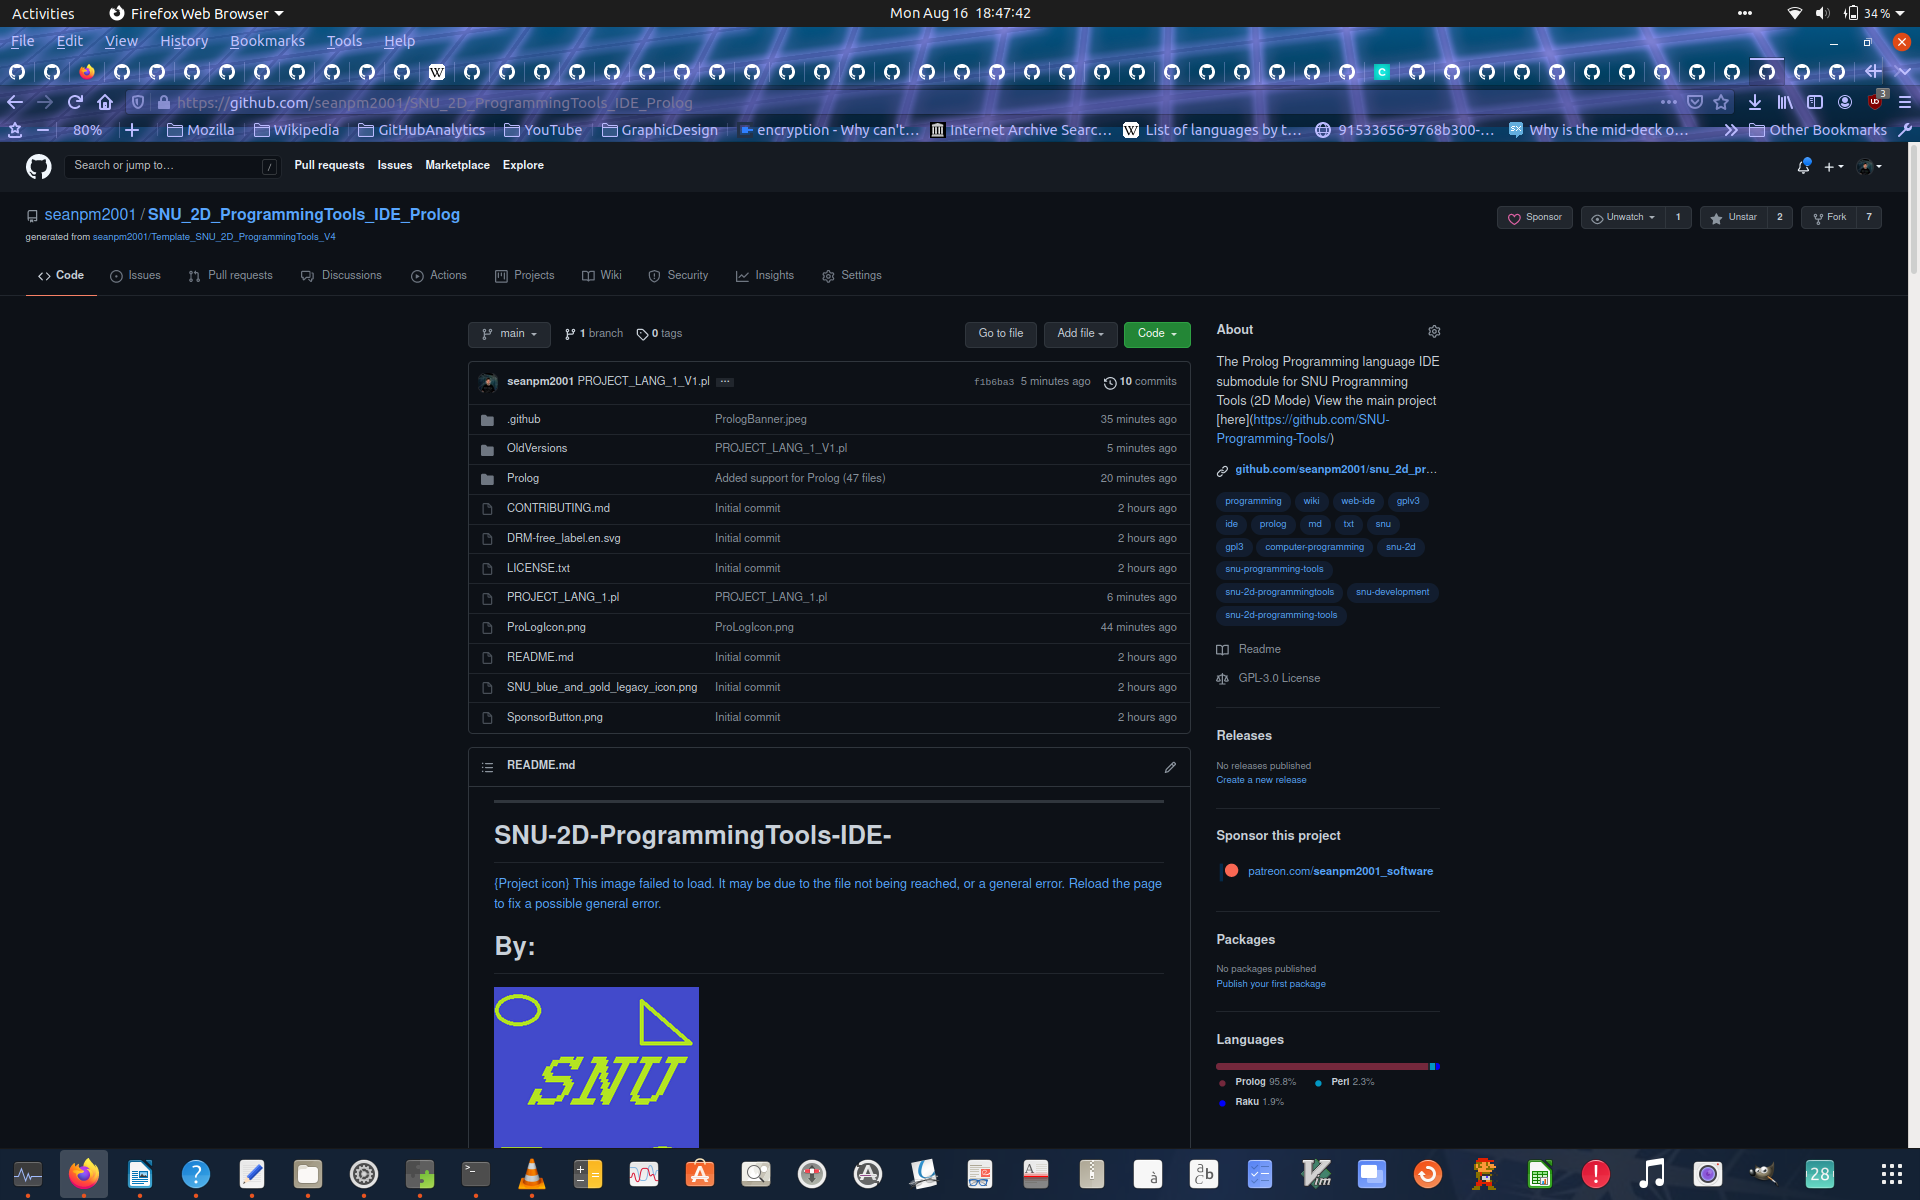 Activities
Firefox Web Browser
Mon Aug 16 18:47:42
34 %
File Edit View History Bookmarks Tools Help
https://github.com/seanpm2001/SNU_2D_ProgrammingTools_IDE_Prolog
3
80%
Mozilla
Wikipedia
GitHubAnalytics
YouTube
GraphicDesign
encryption - Why can't…
Internet Archive Searc…
List of languages by t…
91533656-9768b300-…
Why is the mid-deck o…
Other Bookmarks
Search or jump to…
/
Pull requests Issues Marketplace Explore
seanpm2001 / SNU_2D_ProgrammingTools_IDE_Prolog
generated from seanpm2001/Template_SNU_2D_ProgrammingTools_V4
Sponsor
Unwatch 1
Unstar 2
Fork 7
Code Issues Pull requests Discussions Actions Projects Wiki Security Insights Settings
main
1 branch
0 tags
Go to file
Add file
Code
seanpm2001 PROJECT_LANG_1_V1.pl ...
f1b6ba3 5 minutes ago 10 commits
.github PrologBanner.jpeg 35 minutes ago
OldVersions PROJECT_LANG_1_V1.pl 5 minutes ago
Prolog Added support for Prolog (47 files) 20 minutes ago
CONTRIBUTING.md Initial commit 2 hours ago
DRM-free_label.en.svg Initial commit 2 hours ago
LICENSE.txt Initial commit 2 hours ago
PROJECT_LANG_1.pl PROJECT_LANG_1.pl 6 minutes ago
ProLogIcon.png ProLogIcon.png 44 minutes ago
README.md Initial commit 2 hours ago
SNU_blue_and_gold_legacy_icon.png Initial commit 2 hours ago
SponsorButton.png Initial commit 2 hours ago
README.md
SNU-2D-ProgrammingTools-IDE-
{Project icon} This image failed to load. It may be due to the file not being reached, or a general error. Reload the page
to fix a possible general error.
By:
SNU
About
The Prolog Programming language IDE
submodule for SNU Programming
Tools (2D Mode) View the main project
[here](https://github.com/SNU-
Programming-Tools/)
github.com/seanpm2001/snu_2d_pr…
programming wiki web-ide gplv3
ide prolog md txt snu
gpl3 computer-programming snu-2d
snu-programming-tools
snu-2d-programmingtools snu-development
snu-2d-programming-tools
Readme
GPL-3.0 License
Releases
No releases published
Create a new release
Sponsor this project
patreon.com/seanpm2001_software
Packages
No packages published
Publish your first package
Languages
Prolog 95.8% Perl 2.3%
Raku 1.9%
28